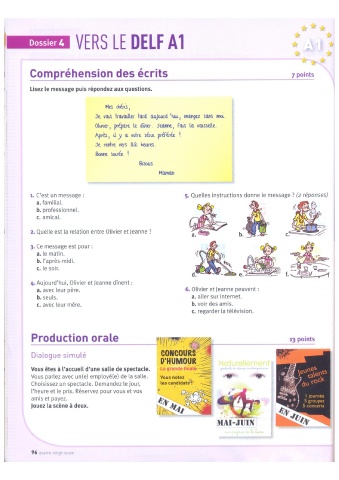 Dossier 4 VERS LE DELF A1
A1
Compréhension des écrits
7 points
Lisez le message puis répondez aux questions.
Mes chéris,
Je vais travailler tard aujourd'hui, mangez sans moi.
Olivier, prépare le dîner. Jeanne, fais la vaisselle.
Après, il y a votre série préférée !
Je rentre vers 22 heures.
Bonne soirée !
Bisous
Maman
1. C'est un message :
a. familial.
b. professionnel.
c. amical.
2. Quelle est la relation entre Olivier et Jeanne ?
3. Ce message est pour :
a. le matin.
b. l'après-midi.
c. le soir.
4. Aujourd'hui, Olivier et Jeanne dînent :
a. avec leur père.
b. seuls.
c. avec leur mère.
5. Quelles instructions donne le message ? (2 réponses)
a.
b.
c.
d.
e.
f.
6. Olivier et Jeanne peuvent :
a. aller sur internet.
b. voir des amis.
c. regarder la télévision.
Production orale
13 points
Dialogue simulé
Vous êtes à l'accueil d'une salle de spectacle.
Vous parlez avec un(e) employé(e) de la salle.
Choisissez un spectacle. Demandez le jour,
l'heure et le prix. Réservez pour vous et vos
amis et payez.
Jouez la scène à deux.
CONCOURS
D'HUMOUR
La grande finale
Vous notez
les candidats !
EN MAI
Naturellement
MAI-JUIN
Jeunes
talents
du rock
1 journée
5 groupes
5 concerts
EN JUIN
96 quatre-vingt-seize